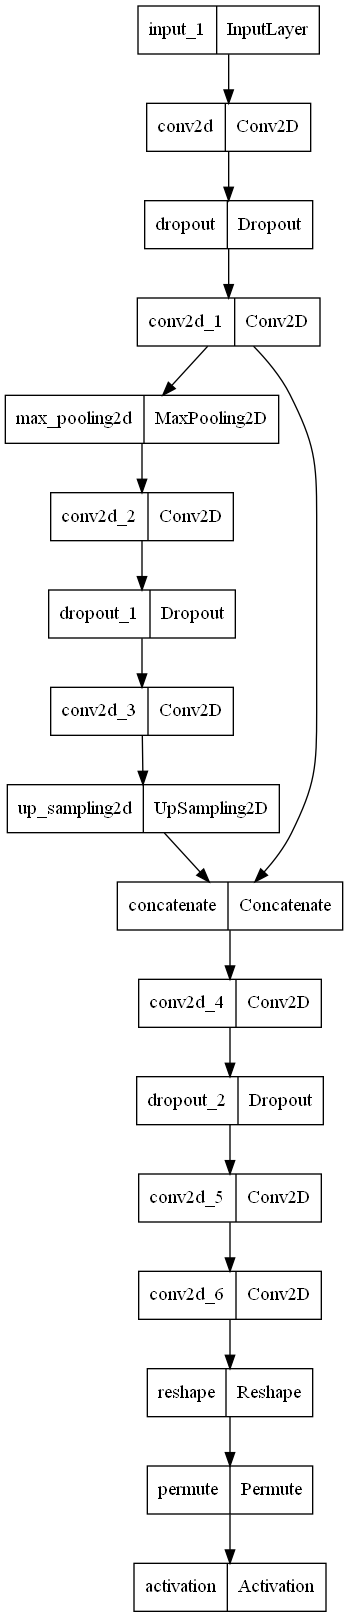 input_1 InputLayer
conv2d Conv2D
dropout Dropout
conv2d_1 Conv2D
max_pooling2d MaxPooling2D
conv2d_2 Conv2D
dropout_1 Dropout
conv2d_3 Conv2D
up_sampling2d UpSampling2D
concatenate Concatenate
conv2d_4 Conv2D
dropout_2 Dropout
conv2d_5 Conv2D
conv2d_6 Conv2D
reshape Reshape
permute Permute
activation Activation